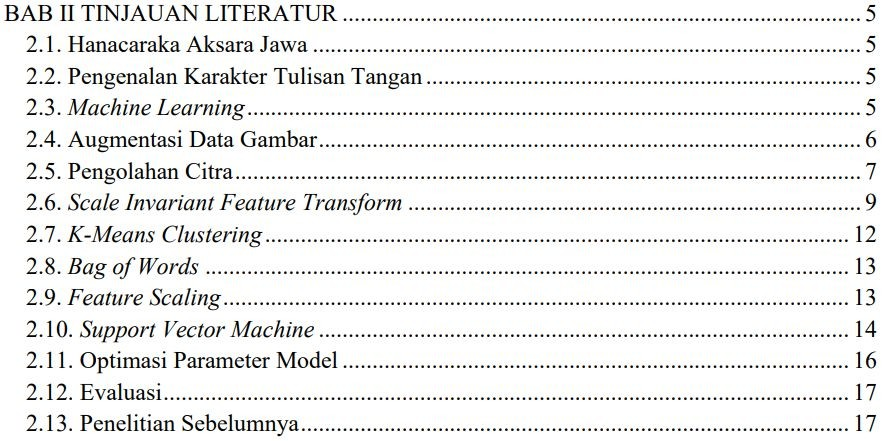 BAB II TINJAUAN LITERATUR ........ 5
2.1. Hanacaraka Aksara Jawa ........ 5
2.2. Pengenalan Karakter Tulisan Tangan ........ 5
2.3. Machine Learning ........ 5
2.4. Augmentasi Data Gambar ........ 6
2.5. Pengolahan Citra ........ 7
2.6. Scale Invariant Feature Transform ........ 9
2.7. K-Means Clustering ........ 12
2.8. Bag of Words ........ 13
2.9. Feature Scaling ........ 13
2.10. Support Vector Machine ........ 14
2.11. Optimasi Parameter Model ........ 16
2.12. Evaluasi ........ 17
2.13. Penelitian Sebelumnya ........ 17